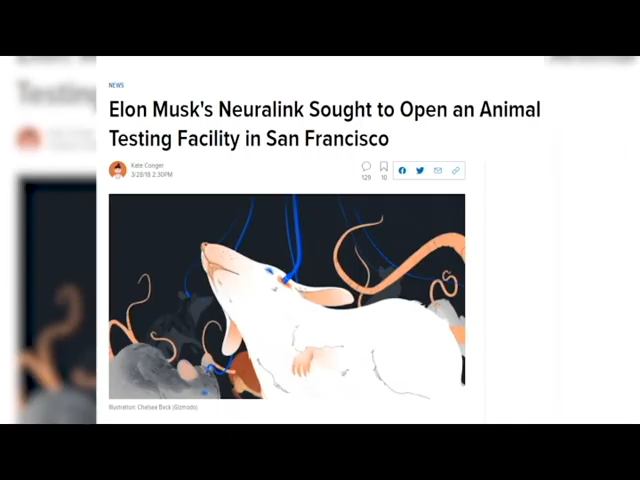 NEWS
Elon Musk's Neuralink Sought to Open an Animal
Testing Facility in San Francisco
Kate Conger
3/28/18 2:30PM
129
10
Illustration: Chelsea Beck (Gizmodo)